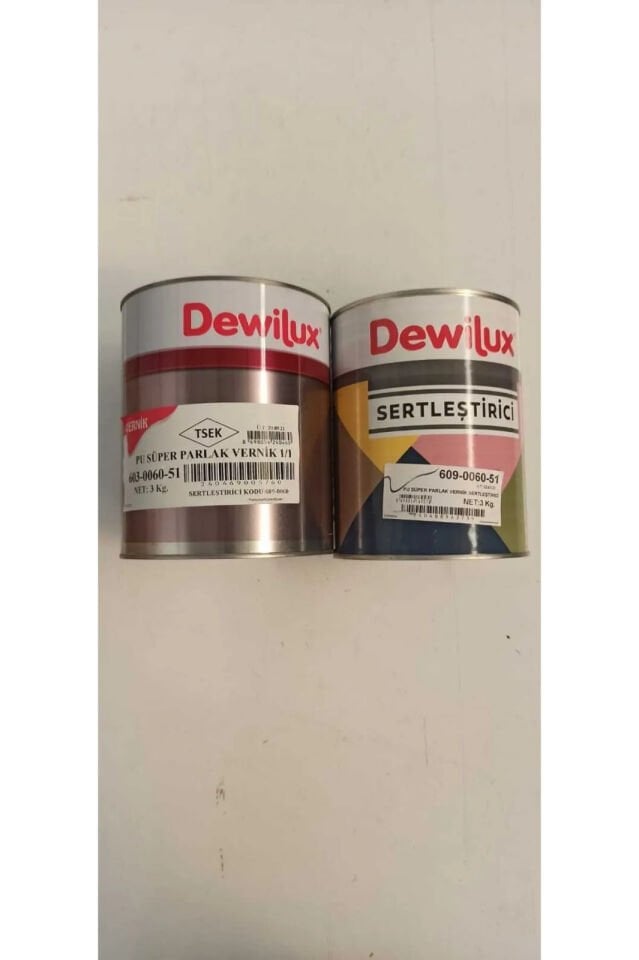 Dewilux
VERNİK
TSEK
PU SÜPER PARLAK VERNİK 1/1
603-0060-51
NET: 3 Kg.
SERTLEŞTİRİCİ KODU
Dewilux
SERTLEŞTİRİCİ
609-0060-51
PU SÜPER PARLAK VERNİK SERTLEŞTİRİCİ
NET:3 Kg.